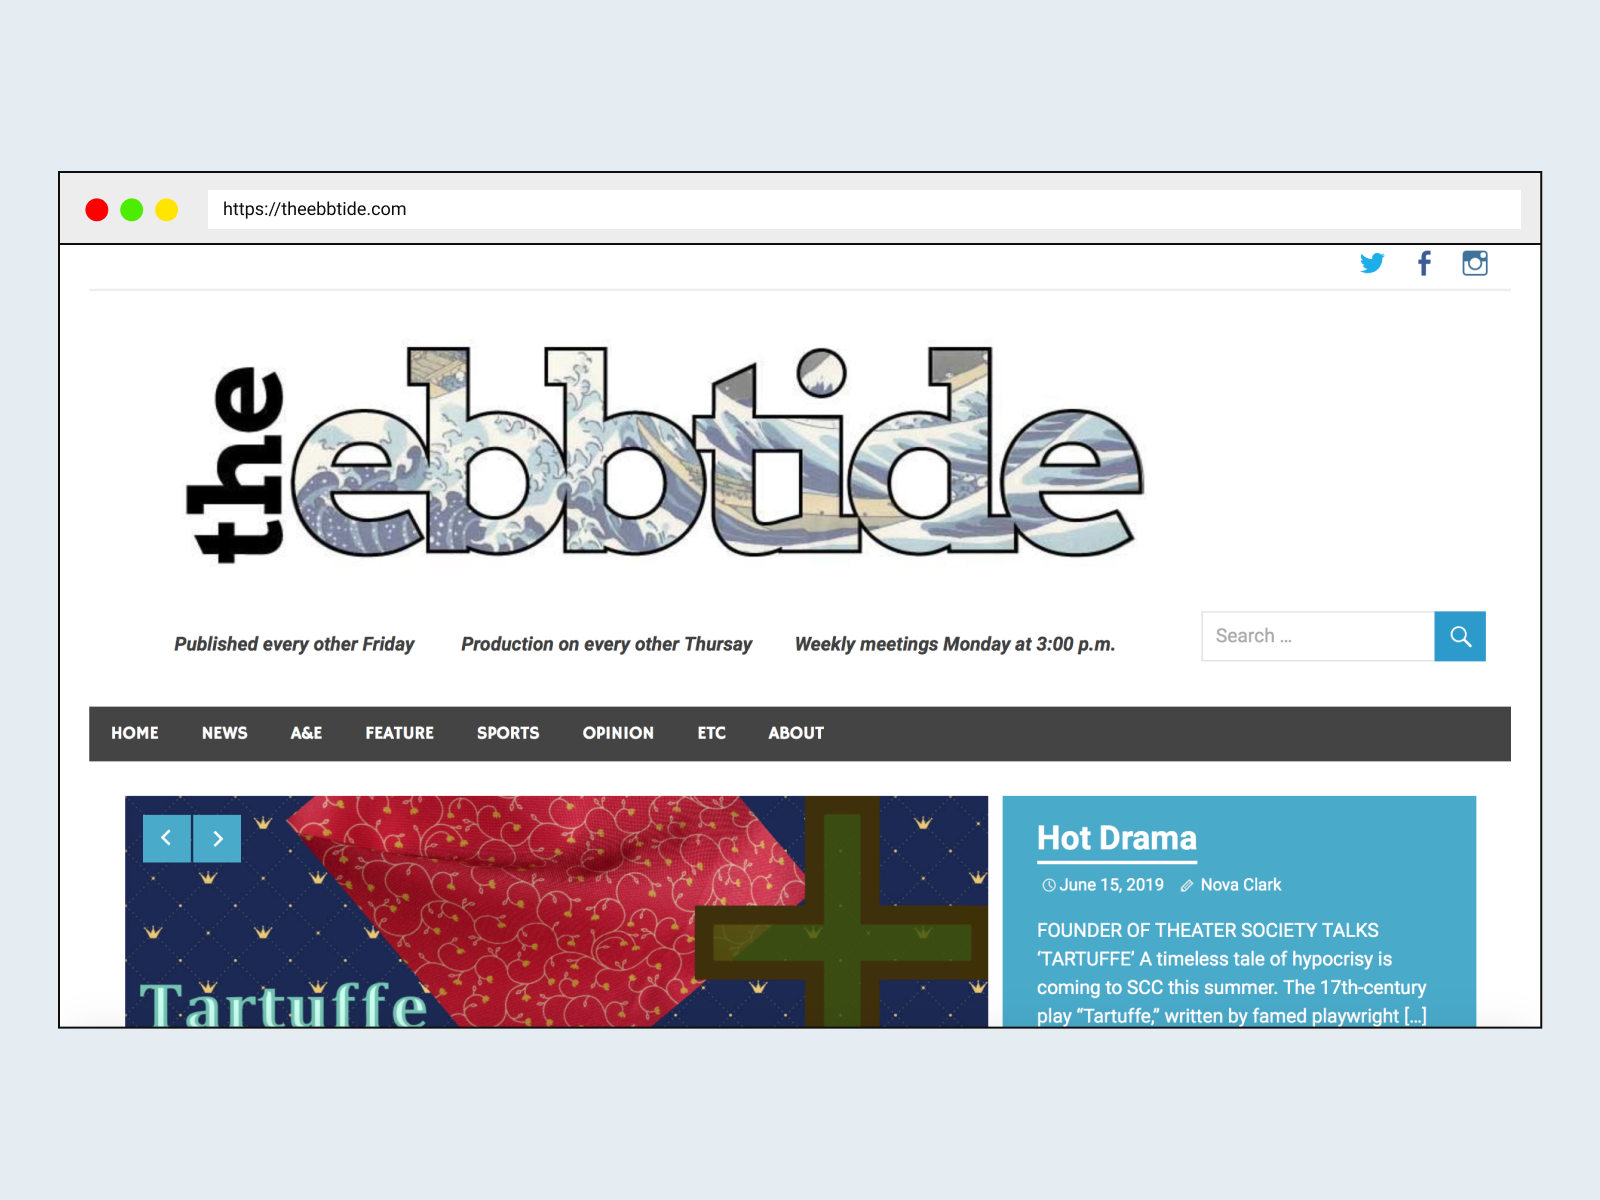 https://theebbtide.com
the ebbtide
Published every other Friday Production on every other Thursay Weekly meetings Monday at 3:00 p.m.
Search ...
HOME NEWS A&E FEATURE SPORTS OPINION ETC ABOUT
Tartuffe
Hot Drama
June 15, 2019 Nova Clark
FOUNDER OF THEATER SOCIETY TALKS
‘TARTUFFE’ A timeless tale of hypocrisy is
coming to SCC this summer. The 17th-century
play “Tartuffe,” written by famed playwright [...]